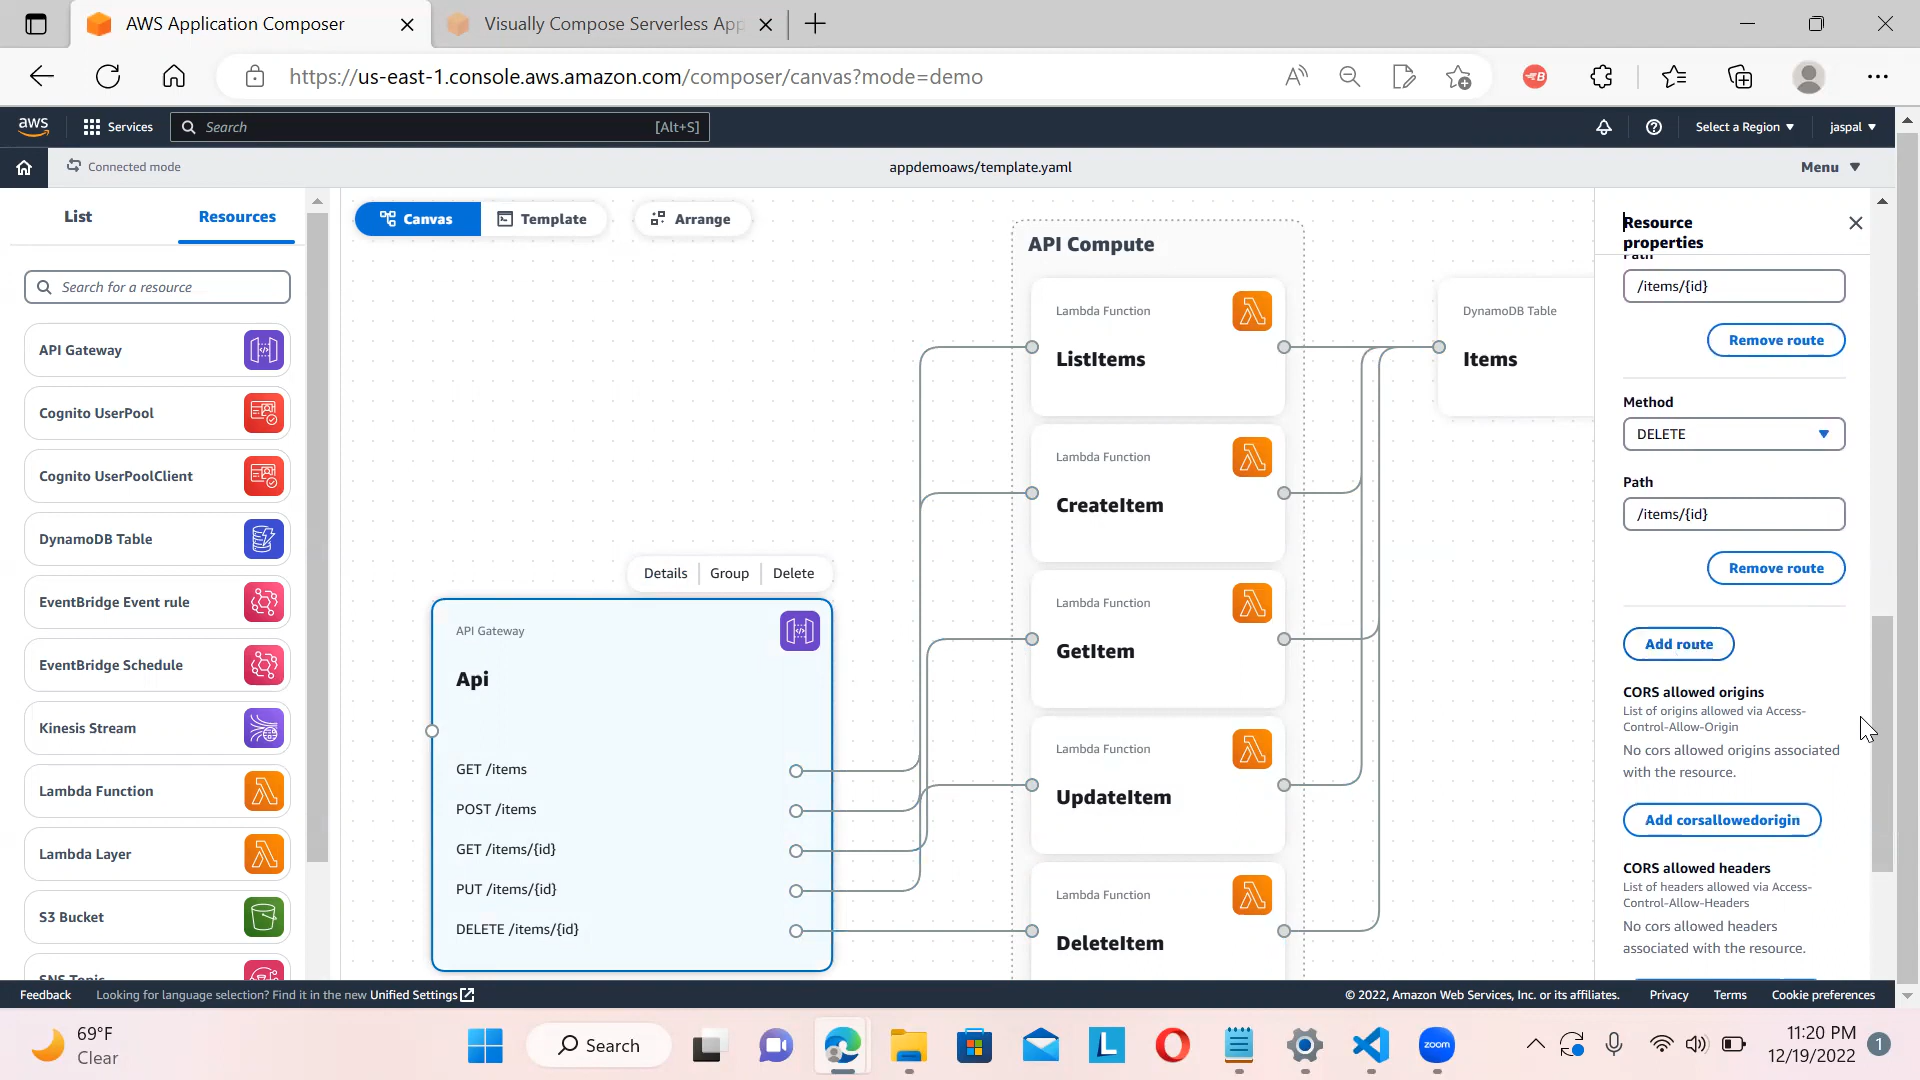 AWS Application Composer
Visually Compose Serverless App
https://us-east-1.console.aws.amazon.com/composer/canvas?mode=demo
aws
Services
Search
[Alt+S]
Select a Region
jaspal
Connected mode
appdemoaws/template.yaml
Menu
List
Resources
Search for a resource
API Gateway
Cognito UserPool
Cognito UserPoolClient
DynamoDB Table
EventBridge Event rule
EventBridge Schedule
Kinesis Stream
Lambda Function
Lambda Layer
S3 Bucket
SNS Topic
Canvas
Template
Arrange
Details
Group
Delete
API Gateway
Api
GET /items
POST /items
GET /items/{id}
PUT /items/{id}
DELETE /items/{id}
API Compute
Lambda Function
ListItems
Lambda Function
CreateItem
Lambda Function
GetItem
Lambda Function
UpdateItem
Lambda Function
DeleteItem
DynamoDB Table
Items
Resource
properties
Path
/items/{id}
Remove route
Method
DELETE
Path
/items/{id}
Remove route
Add route
CORS allowed origins
List of origins allowed via Access-
Control-Allow-Origin
No cors allowed origins associated
with the resource.
Add corsallowedorigin
CORS allowed headers
List of headers allowed via Access-
Control-Allow-Headers
No cors allowed headers
associated with the resource.
Feedback
Looking for language selection? Find it in the new Unified Settings
© 2022, Amazon Web Services, Inc. or its affiliates.
Privacy
Terms
Cookie preferences
69°F
Clear
Search
zoom
11:20 PM
12/19/2022
1